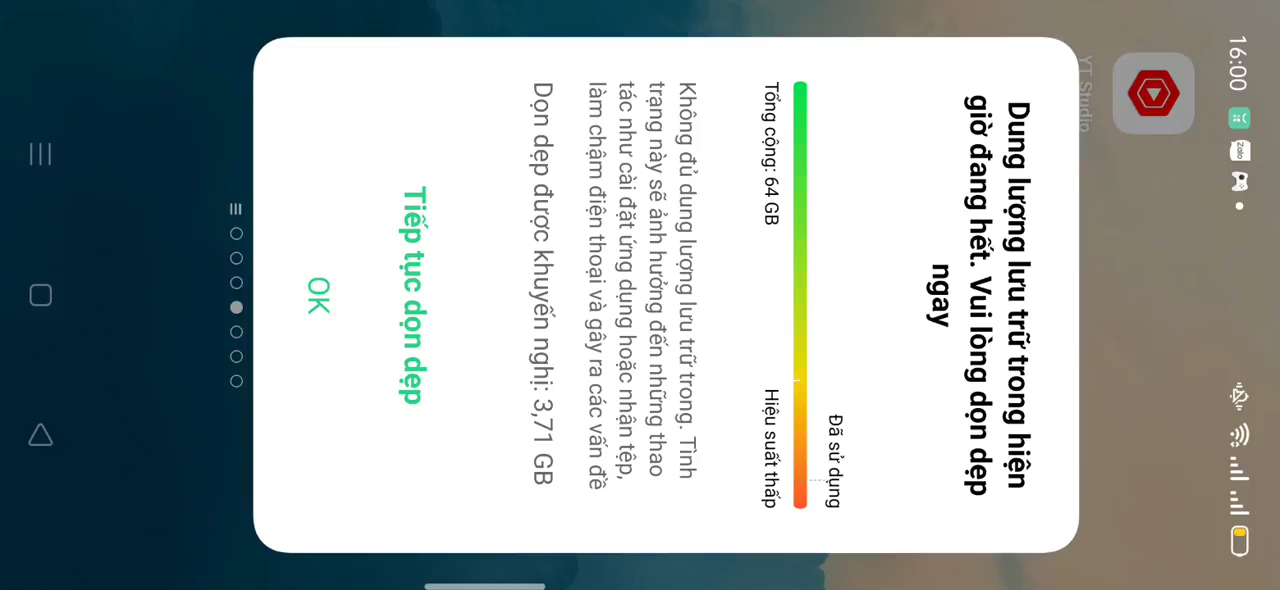 16:00
Zalo
YT Studio
Dung lượng lưu trữ trong hiện
giờ đang hết. Vui lòng dọn dẹp
ngay
Đã sử dụng
Tổng cộng: 64 GB
Hiệu suất thấp
Không đủ dung lượng lưu trữ trong. Tình
trạng này sẽ ảnh hưởng đến những thao
tác như cài đặt ứng dụng hoặc nhận tệp,
làm chậm điện thoại và gây ra các vấn đề
Dọn dẹp được khuyến nghị: 3,71 GB
Tiếp tục dọn dẹp
OK